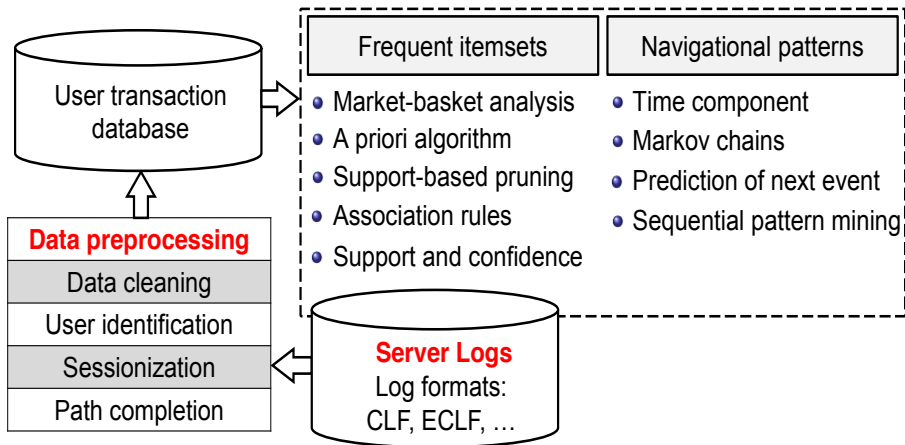 User transaction
database
Frequent itemsets
Market-basket analysis
A priori algorithm
Support-based pruning
Association rules
Support and confidence
Navigational patterns
Time component
Markov chains
Prediction of next event
Sequential pattern mining
Data preprocessing
Data cleaning
User identification
Sessionization
Path completion
Server Logs
Log formats:
CLF, ECLF, …